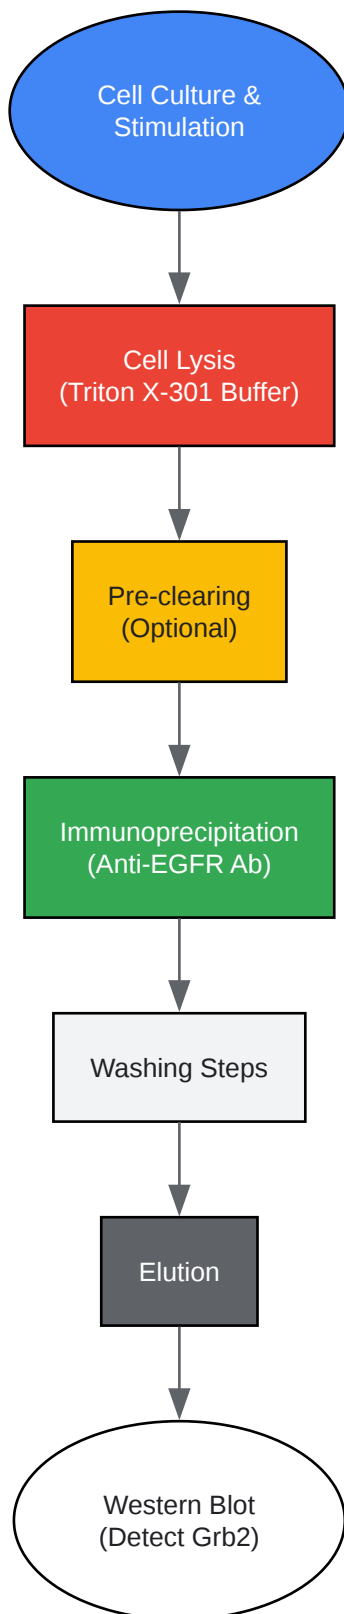 Cell Culture &
Stimulation
Cell Lysis
(Triton X-301 Buffer)
Pre-clearing
(Optional)
Immunoprecipitation
(Anti-EGFR Ab)
Washing Steps
Elution
Western Blot
(Detect Grb2)